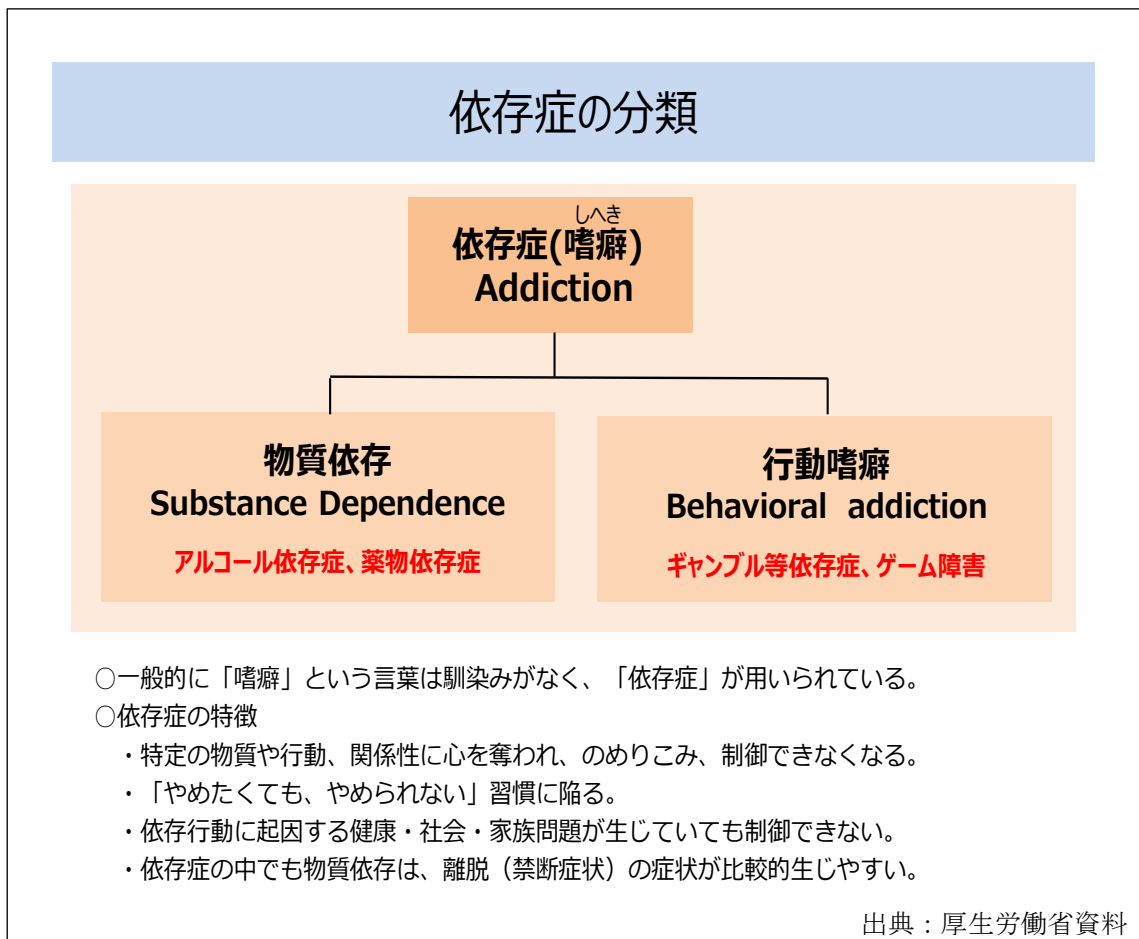 依存症の分類
しへき
依存症(嗜癖)
Addiction
物質依存
Substance Dependence
アルコール依存症、薬物依存症
行動嗜癖
Behavioral addiction
ギャンブル等依存症、ゲーム障害
○一般的に「嗜癖」という言葉は馴染みがなく、「依存症」が用いられている。
○依存症の特徴
・特定の物質や行動、関係性に心を奪われ、のめりこみ、制御できなくなる。
・「やめたくても、やめられない」習慣に陥る。
・依存行動に起因する健康・社会・家族問題が生じていても制御できない。
・依存症の中でも物質依存は、離脱（禁断症状）の症状が比較的生じやすい。
出典：厚生労働省資料